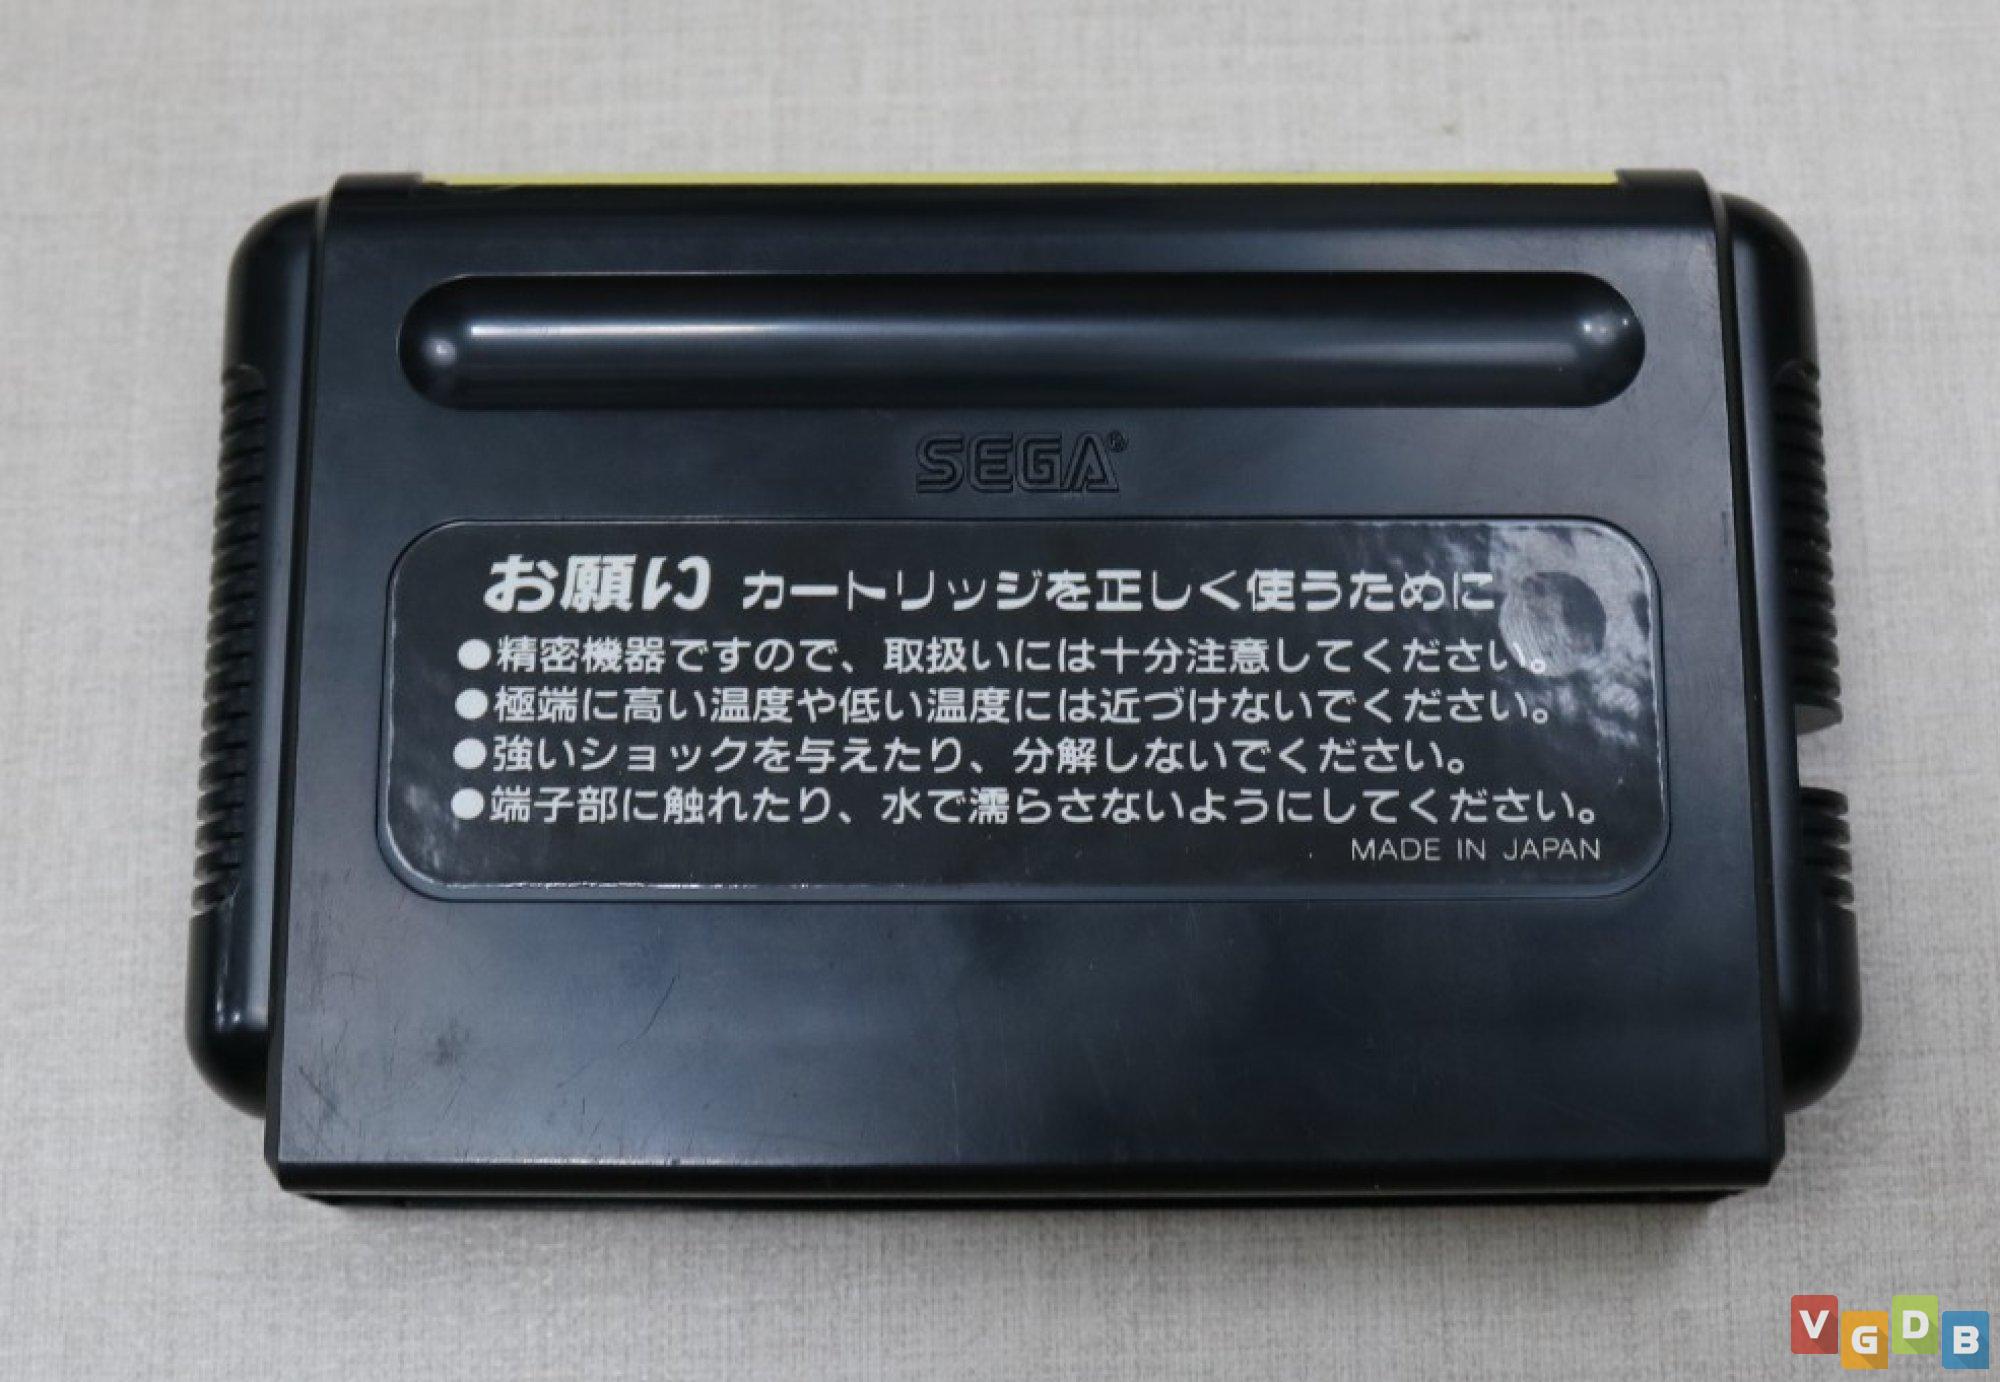 SEGA®
お願い カートリッジを正しく使うために
●精密機器ですので、取扱いには十分注意してください。
●極端に高い温度や低い温度には近づけないでください。
●強いショックを与えたり、分解しないでください。
●端子部に触れたり、水で濡らさないようにしてください。
MADE IN JAPAN
VGDB